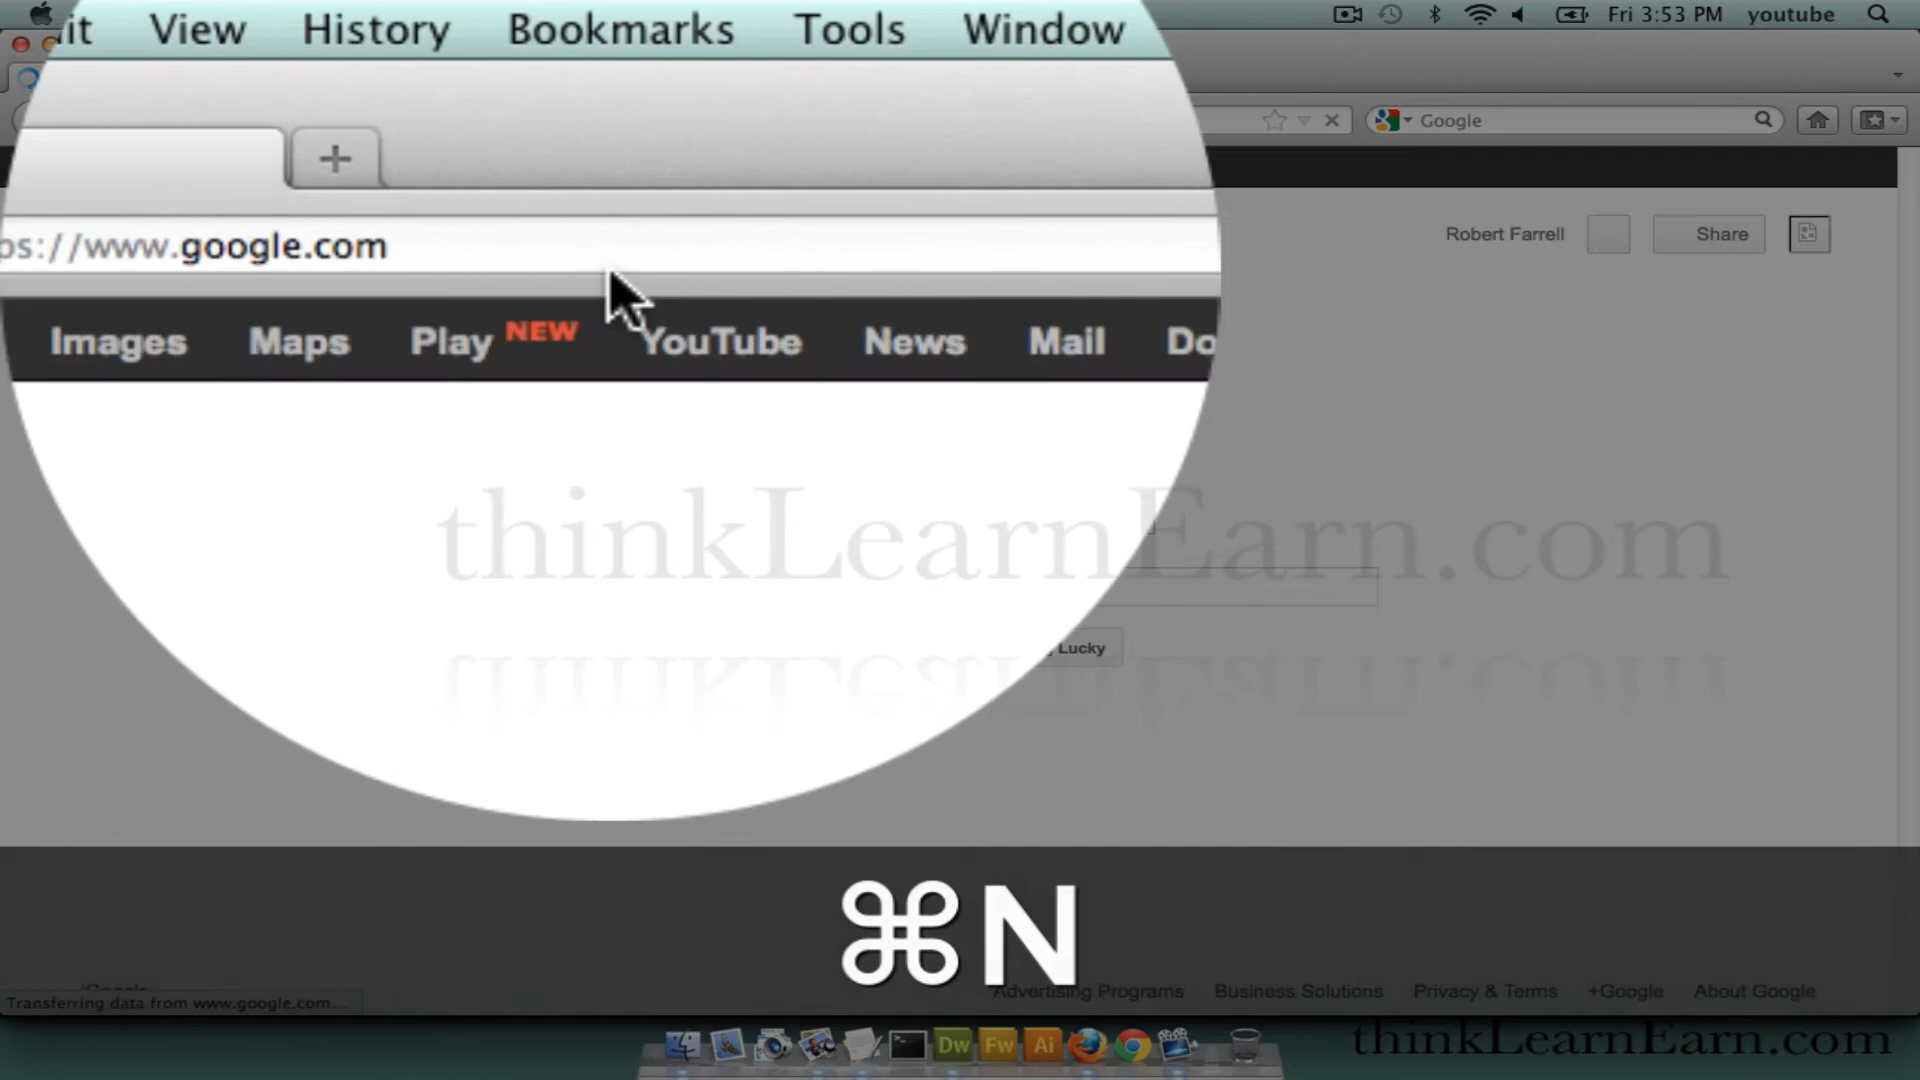 View History Bookmarks Tools Window
Fri 3:53 PM youtube
+
ps://www.google.com
Google
Images Maps Play NEW YouTube News Mail Do
Robert Farrell
Share
thinkLearnEarn.com
Lucky
⌘N
iGoogle
Transferring data from www.google.com...
Advertising Programs Business Solutions Privacy & Terms +Google About Google
Dw Fw Ai
thinkLearnEarn.com